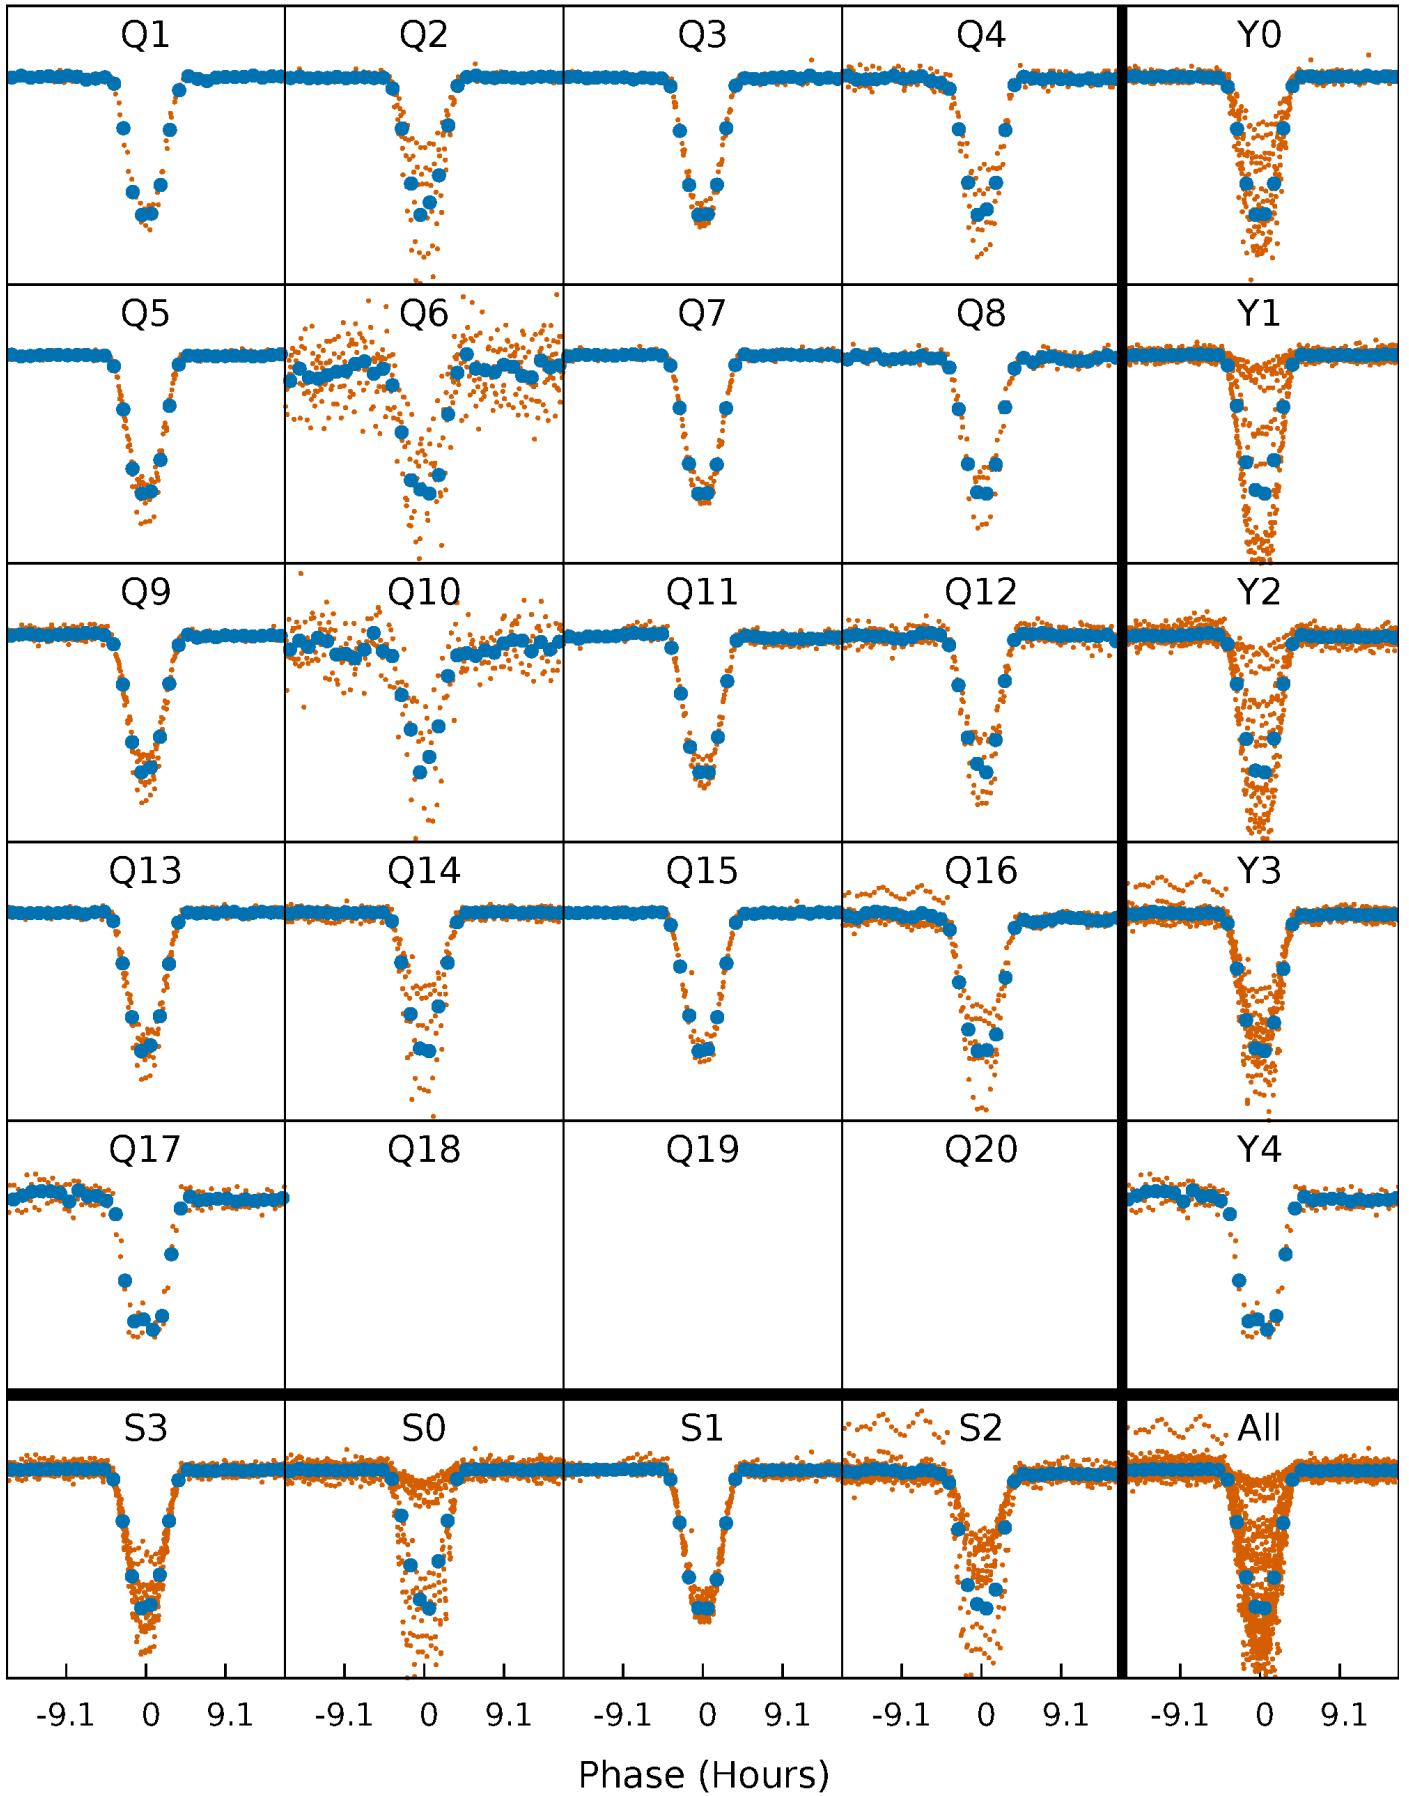 Q1 Q2 Q3 Q4 Y0
Q5 Q6 Q7 Q8 Y1
Q9 Q10 Q11 Q12 Y2
Q13 Q14 Q15 Q16 Y3
Q17 Q18 Q19 Q20 Y4
S3 S0 S1 S2 All
-9.1 0 9.1 -9.1 0 9.1 -9.1 0 9.1 -9.1 0 9.1 -9.1 0 9.1
Phase (Hours)